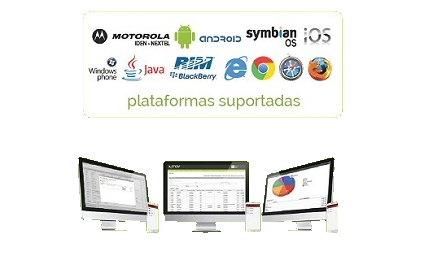 MOTOROLA
IDEN - NEXTEL
ANDROID
symbian
OS
iOS
Windows
phone
Java
RIM
BlackBerry
plataformas suportadas